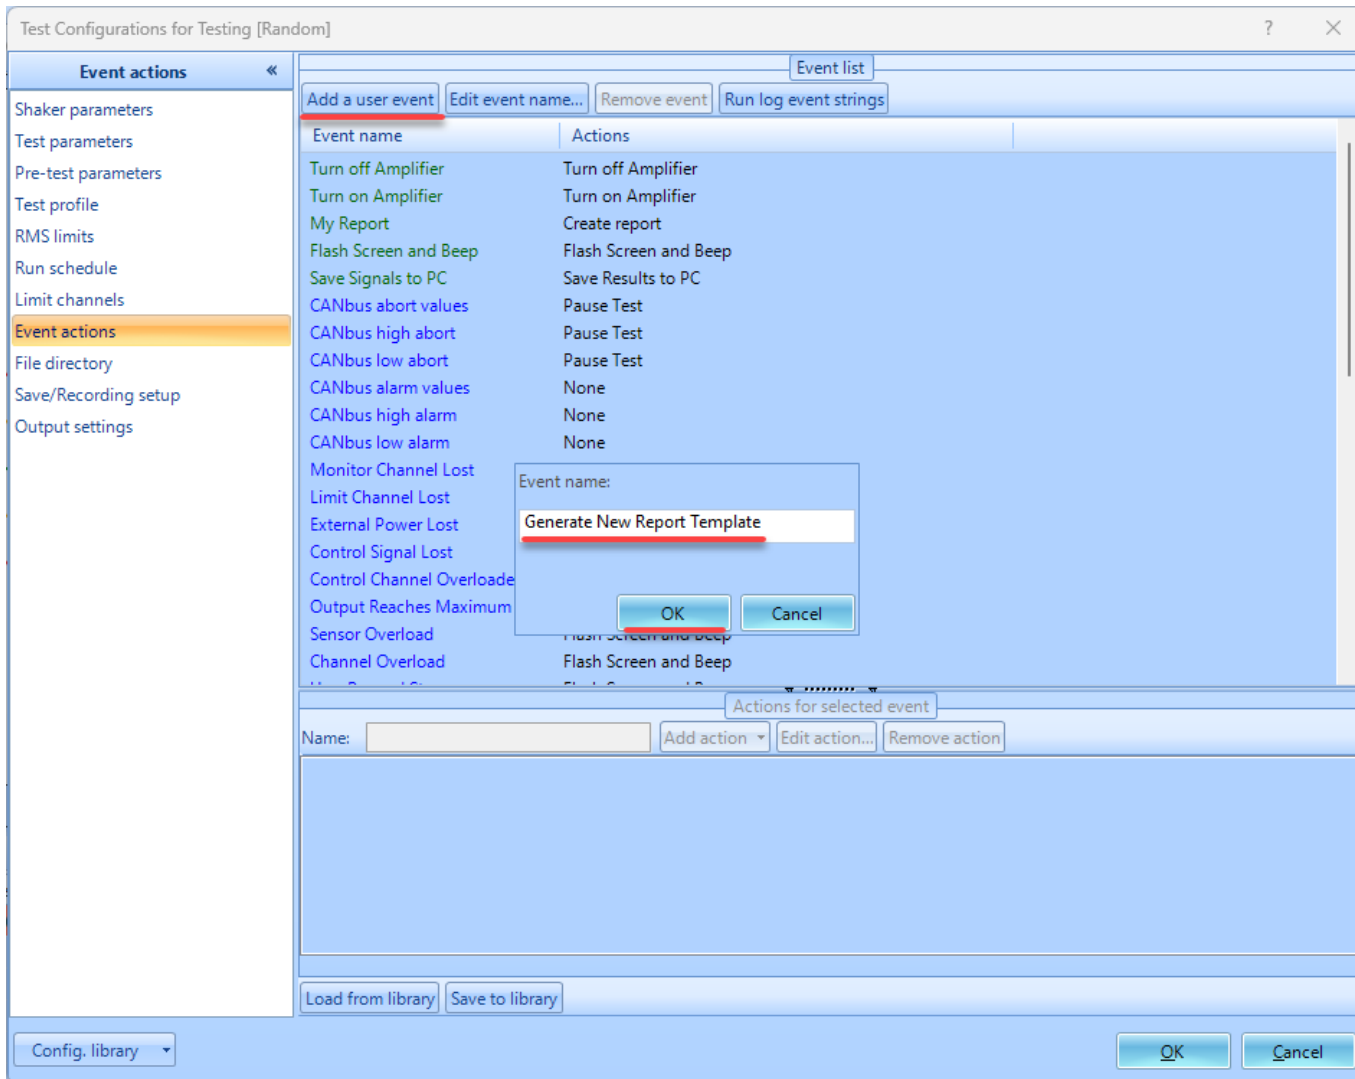 Test Configurations for Testing [Random]
?
Event actions «
Shaker parameters
Test parameters
Pre-test parameters
Test profile
RMS limits
Run schedule
Limit channels
Event actions
File directory
Save/Recording setup
Output settings
Event list
Add a user event Edit event name... Remove event Run log event strings
Event name Actions
Turn off Amplifier Turn off Amplifier
Turn on Amplifier Turn on Amplifier
My Report Create report
Flash Screen and Beep Flash Screen and Beep
Save Signals to PC Save Results to PC
CANbus abort values Pause Test
CANbus high abort Pause Test
CANbus low abort Pause Test
CANbus alarm values None
CANbus high alarm None
CANbus low alarm None
Monitor Channel Lost
Limit Channel Lost
External Power Lost
Control Signal Lost
Control Channel Overloade
Output Reaches Maximum
Sensor Overload Flash Screen and Beep
Channel Overload Flash Screen and Beep
Event name:
Generate New Report Template
OK Cancel
Actions for selected event
Name: Add action Edit action... Remove action
Load from library Save to library
Config. library
OK Cancel